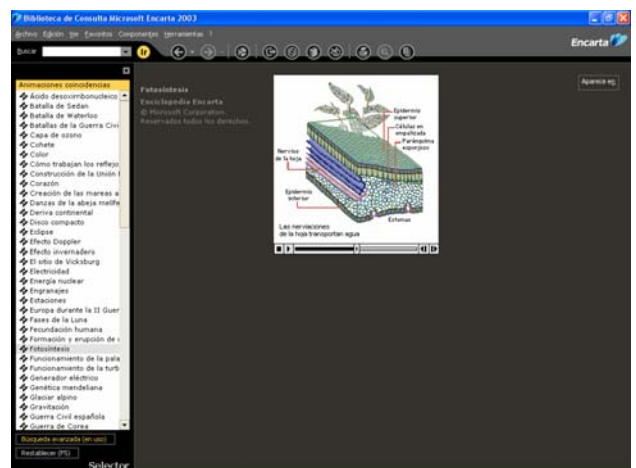 Biblioteca de Consulta Microsoft Encarta 2003
Archivo Edición Ver Favoritos Componentes Herramientas ?
Buscar
Ir
Encarta
Animaciones coincidencias
Ácido desoxirribonucleico
Batalla de Sedan
Batalla de Waterloo
Batallas de la Guerra Civi
Capa de ozono
Cohete
Color
Cómo trabajan los reflejo
Construcción de la Unión
Corazón
Creación de las mareas a
Danzas de la abeja melife
Deriva continental
Disco compacto
Eclipse
Efecto Doppler
Efecto invernadero
El sitio de Vicksburg
Electricidad
Energía nuclear
Engranajes
Estaciones
Europa durante la II Guer
Fases de la Luna
Fecundación humana
Formación y erupción de
Fotosíntesis
Funcionamiento de la pala
Funcionamiento de la turb
Generador eléctrico
Genética mendeliana
Glaciar alpino
Gravitación
Guerra Civil española
Guerra de Corea
Búsqueda avanzada (en uso)
Restablecer (F5)
Selector
Fotosíntesis
Enciclopedia Encarta
© Microsoft Corporation.
Reservados todos los derechos.
Aparece en
Epidermis
superior
Células en
empalizada
Parénquima
esponjoso
Nervios
de la hoja
Epidermis
inferior
Estomas
Las nerviaciones
de la hoja transportan agua